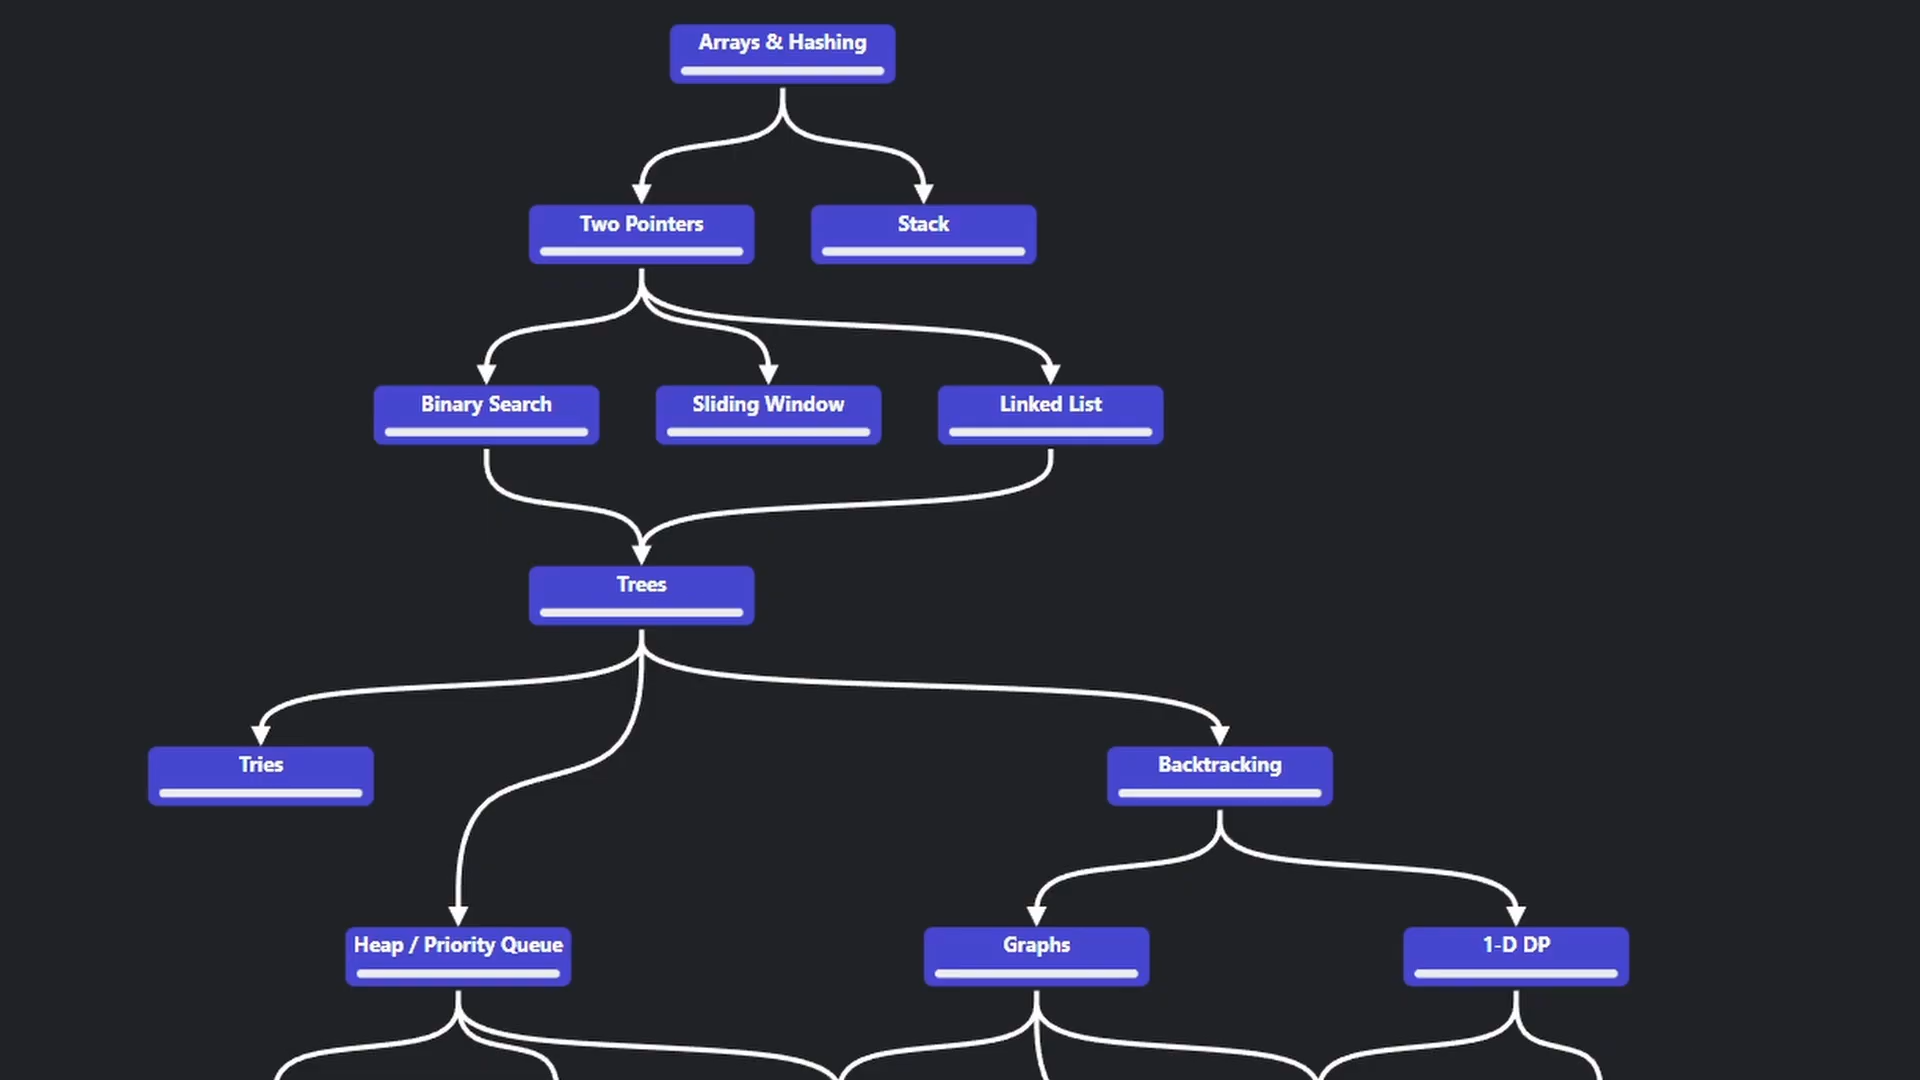 Arrays & Hashing
Two Pointers
Stack
Binary Search
Sliding Window
Linked List
Trees
Tries
Backtracking
Heap / Priority Queue
Graphs
1-D DP